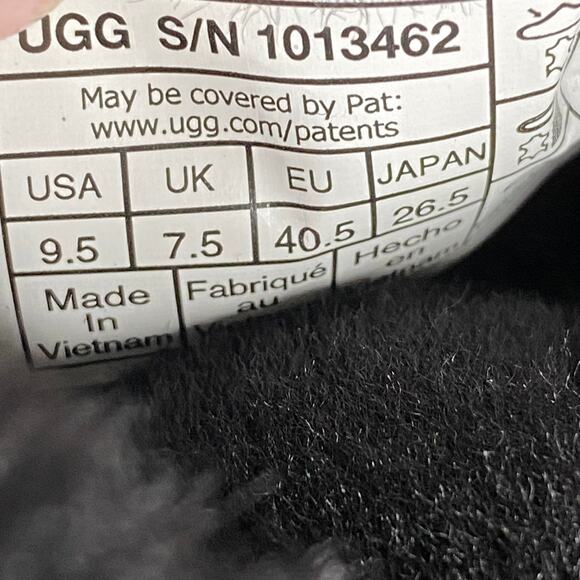 UGG S/N 1013462
May be covered by Pat:
www.ugg.com/patents
USA UK EU JAPAN
9.5 7.5 40.5 26.5
Made Fabriqué Hecho
In au en
Vietnam